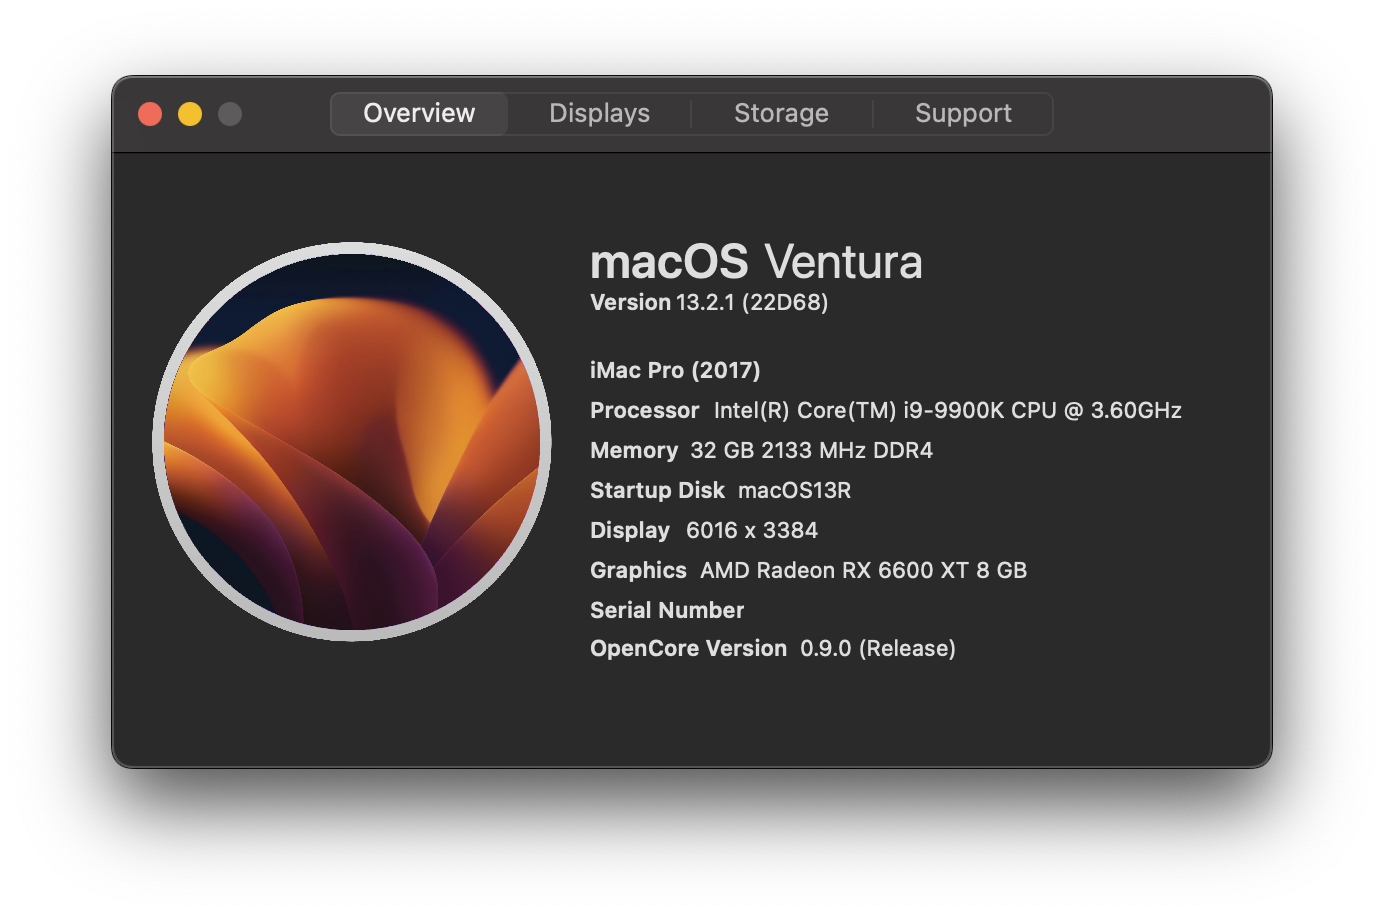 Overview Displays Storage Support
macOS Ventura
Version 13.2.1 (22D68)
iMac Pro (2017)
Processor Intel(R) Core(TM) i9-9900K CPU @ 3.60GHz
Memory 32 GB 2133 MHz DDR4
Startup Disk macOS13R
Display 6016 x 3384
Graphics AMD Radeon RX 6600 XT 8 GB
Serial Number
OpenCore Version 0.9.0 (Release)